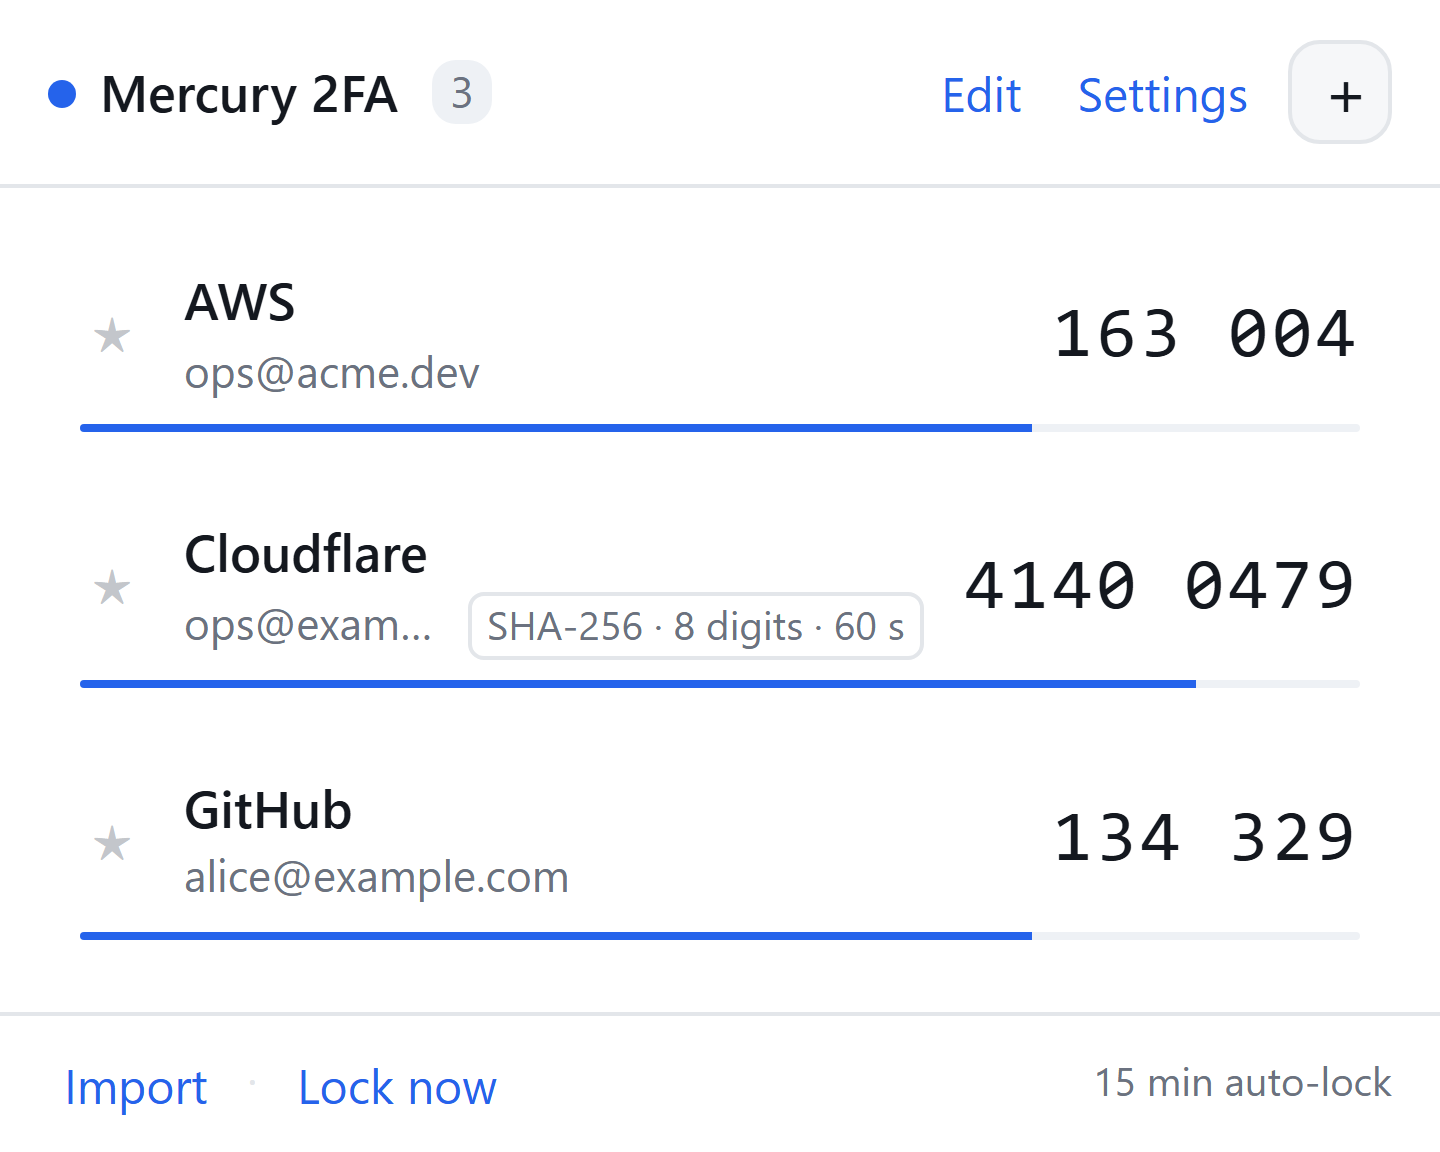 Mercury 2FA 3 Edit Settings +
AWS
ops@acme.dev
163 004
Cloudflare
ops@exam... SHA-256 · 8 digits · 60 s
4140 0479
GitHub
alice@example.com
134 329
Import · Lock now 15 min auto-lock